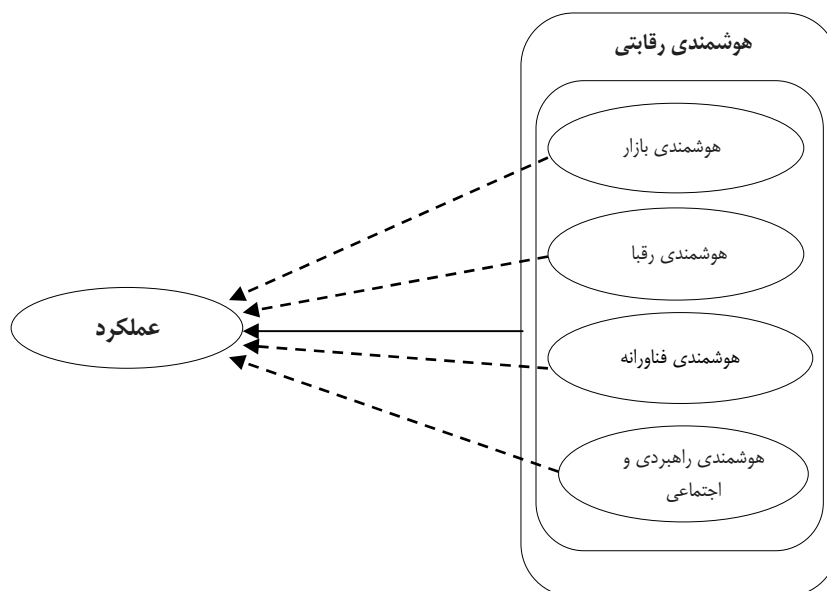 هوشمندی رقابتی
هوشمندی بازار
هوشمندی رقبا
عملکرد
هوشمندی فناورانه
هوشمندی راهبردی و
اجتماعی